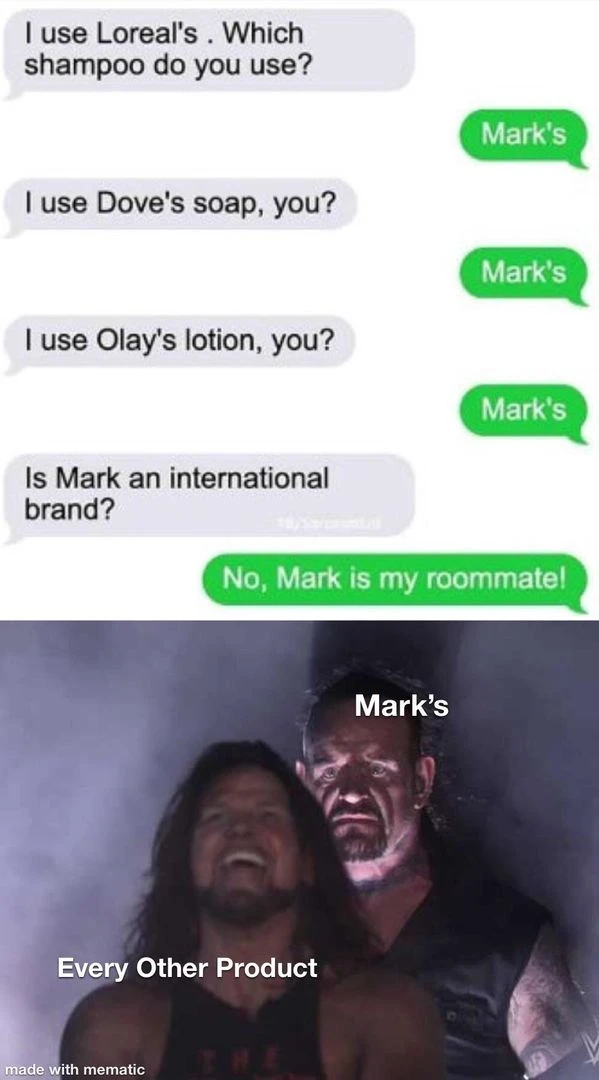 I use Loreal's . Which
shampoo do you use?
Mark's
I use Dove's soap, you?
Mark's
I use Olay's lotion, you?
Mark's
Is Mark an international
brand?
No, Mark is my roommate!
Mark's
Every Other Product
THE
made with mematic